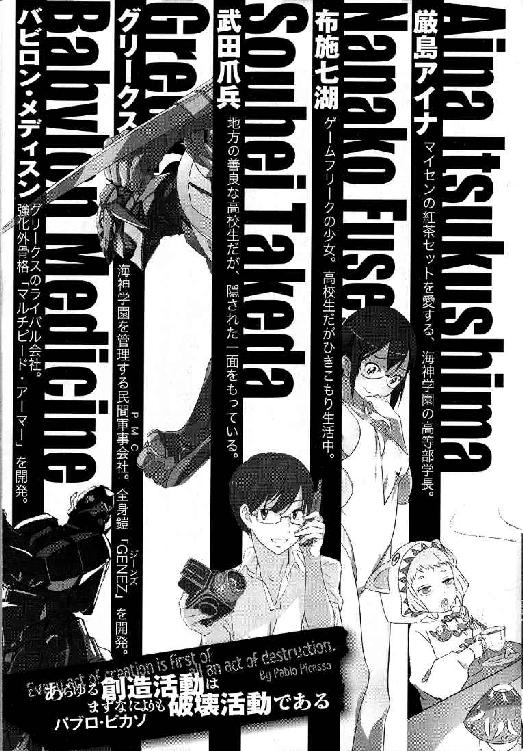 Aina Itsukushima
厳島アイナ
マイセンの紅茶セットを愛する、海神学園の高等部学長。
Nanako Fuse
布施七湖
ゲームフリークの少女。高校生だがひきこもり生活中。
Souhei Takeda
武田爪兵
地方の善良な高校生だが、隠された一面をもっている。
グリークス
海神学園を管理する民間軍事会社。全身鎧「GENEZ」を開発。
PMC
ジーンズ
Babylon Medicine
バビロン・メディスン
グリークスのライバル会社。
強化外骨格「マルチピード・アーマー」を開発。
Every act of creation is first of
all an act of destruction.
By Pablo Picasso
あらゆる創造活動は
まずなによりも破壊活動である
パブロ・ピカソ